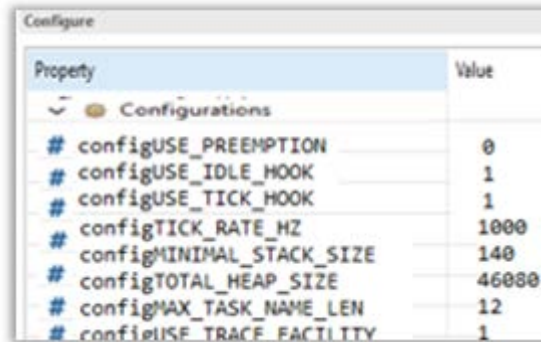 Configure
Property Value
Configurations
# configUSE_PREEMPTION 0
# configUSE_IDLE_HOOK 1
# configUSE_TICK_HOOK 1
# configTICK_RATE_HZ 1000
configMINIMAL_STACK_SIZE 140
# configTOTAL_HEAP_SIZE 46080
# configMAX_TASK_NAME_LEN 12
# configUSE_TRACE_FACILITY 1